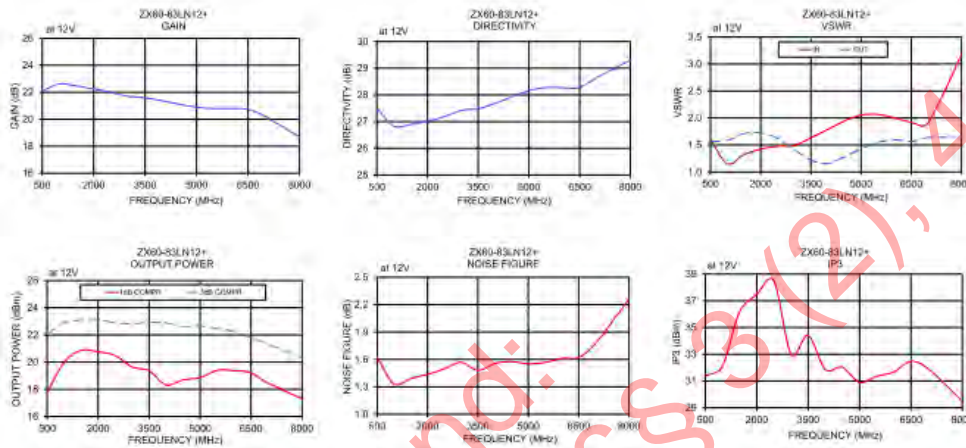 ZX60-83LN12+
GAIN
at 12V
26
24
22
20
18
16
GAIN (dB)
500 2000 3500 5000 6500 8000
FREQUENCY (MHz)
ZX60-83LN12+
DIRECTIVITY
at 12V
30
29
28
27
26
25
DIRECTIVITY (dB)
500 2000 3500 5000 6500 8000
FREQUENCY (MHz)
ZX60-83LN12+
VSWR
at 12V
IN OUT
3.5
3.0
2.5
2.0
1.5
1.0
VSWR
500 2000 3500 5000 6500 8000
FREQUENCY (MHz)
ZX60-83LN12+
OUTPUT POWER
at 12V
1dB COMPR. 3dB COMPR.
26
24
22
20
18
16
OUTPUT POWER (dBm)
500 2000 3500 5000 6500 8000
FREQUENCY (MHz)
ZX60-83LN12+
NOISE FIGURE
at 12V
2.5
2.2
1.9
1.6
1.3
1.0
NOISE FIGURE (dB)
500 2000 3500 5000 6500 8000
FREQUENCY (MHz)
ZX60-83LN12+
IP3
at 12V
37
33
31
29
IP3 (dBm)
500 2000 3500 5000 6500 8000
FREQUENCY (MHz)
nd:
§ 3 (2), 4